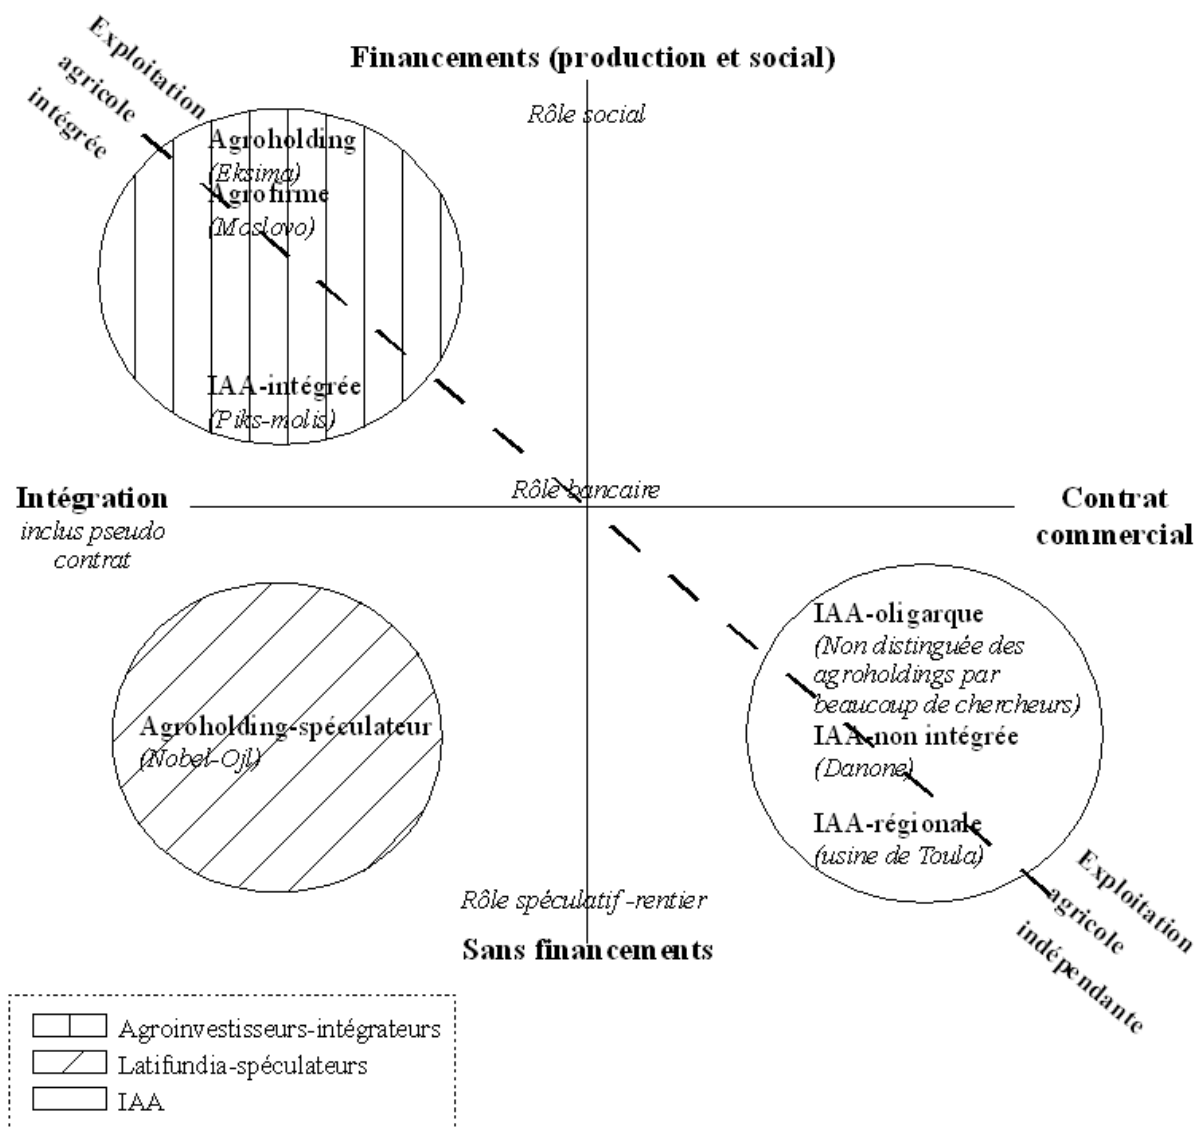 Exploitation
agricole
intégrée
Financements (production et social)
Rôle social
Agroholding
(Eksima)
Agrofirme
(Moslovo)
IAA-intégrée
(Piks-molis)
Rôle bancaire
Intégration
inclus pseudo
contrat
Contrat
commercial
IAA-oligarque
(Non distinguée des
agroholdings par
beaucoup de chercheurs)
IAA-non intégrée
(Danone)
IAA-régionale
(usine de Toula)
Agroholding-spéculateur
(Nobel-Ojl)
Exploitation
agricole
indépendante
Rôle spéculatif -rentier
Sans financements
Agroinvestisseurs-intégrateurs
Latifundia-spéculateurs
IAA